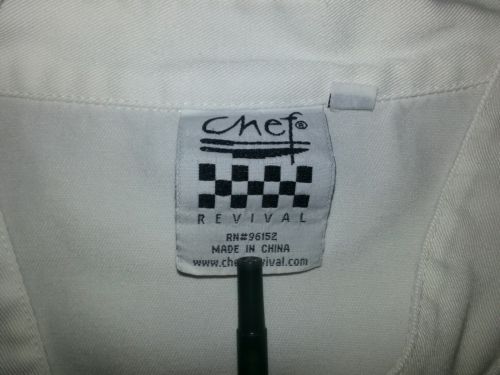 chef®
REVIVAL
RN#96152
MADE IN CHINA